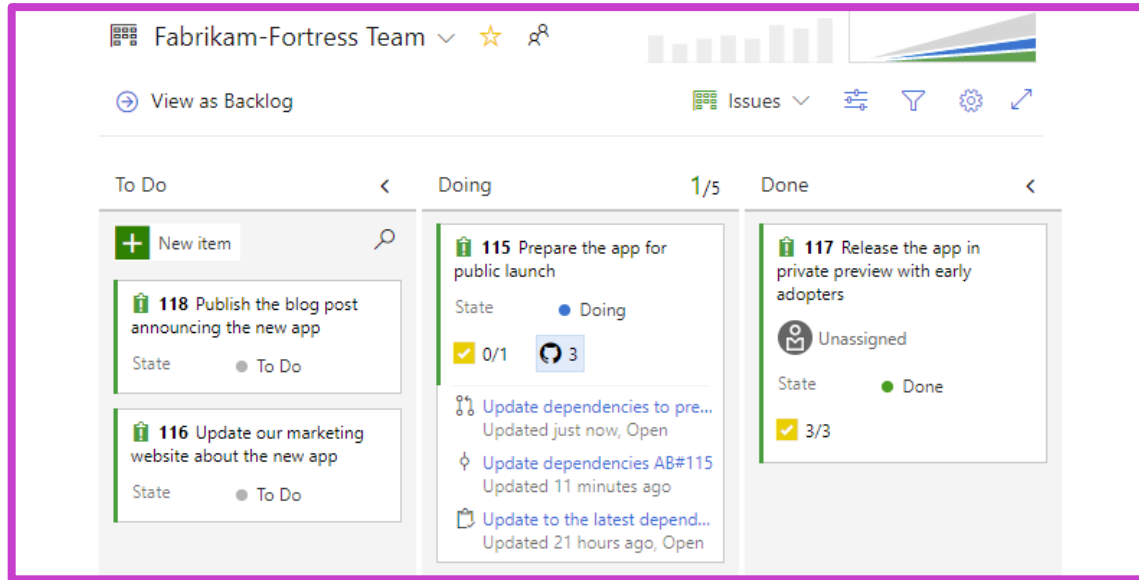 Fabrikam-Fortress Team
View as Backlog
Issues
To Do
Doing
1/5
Done
New item
118 Publish the blog post
announcing the new app
State
To Do
116 Update our marketing
website about the new app
State
To Do
115 Prepare the app for
public launch
State
Doing
0/1
3
Update dependencies to pre...
Updated just now, Open
Update dependencies AB#115
Updated 11 minutes ago
Update to the latest depend...
Updated 21 hours ago, Open
117 Release the app in
private preview with early
adopters
Unassigned
State
Done
3/3